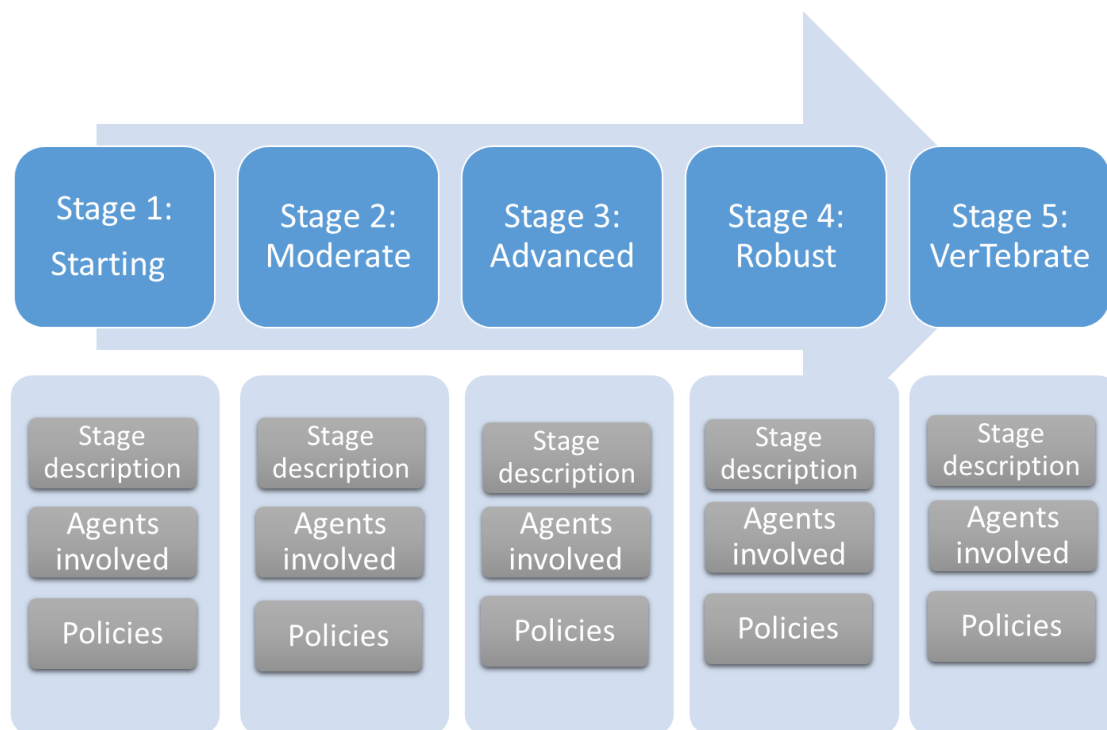 Stage 1:
Starting
Stage 2:
Moderate
Stage 3:
Advanced
Stage 4:
Robust
Stage 5:
VerTebrate
Stage
description
Agents
involved
Policies
Stage
description
Agents
involved
Policies
Stage
description
Agents
involved
Policies
Stage
description
Agents
involved
Policies
Stage
description
Agents
involved
Policies